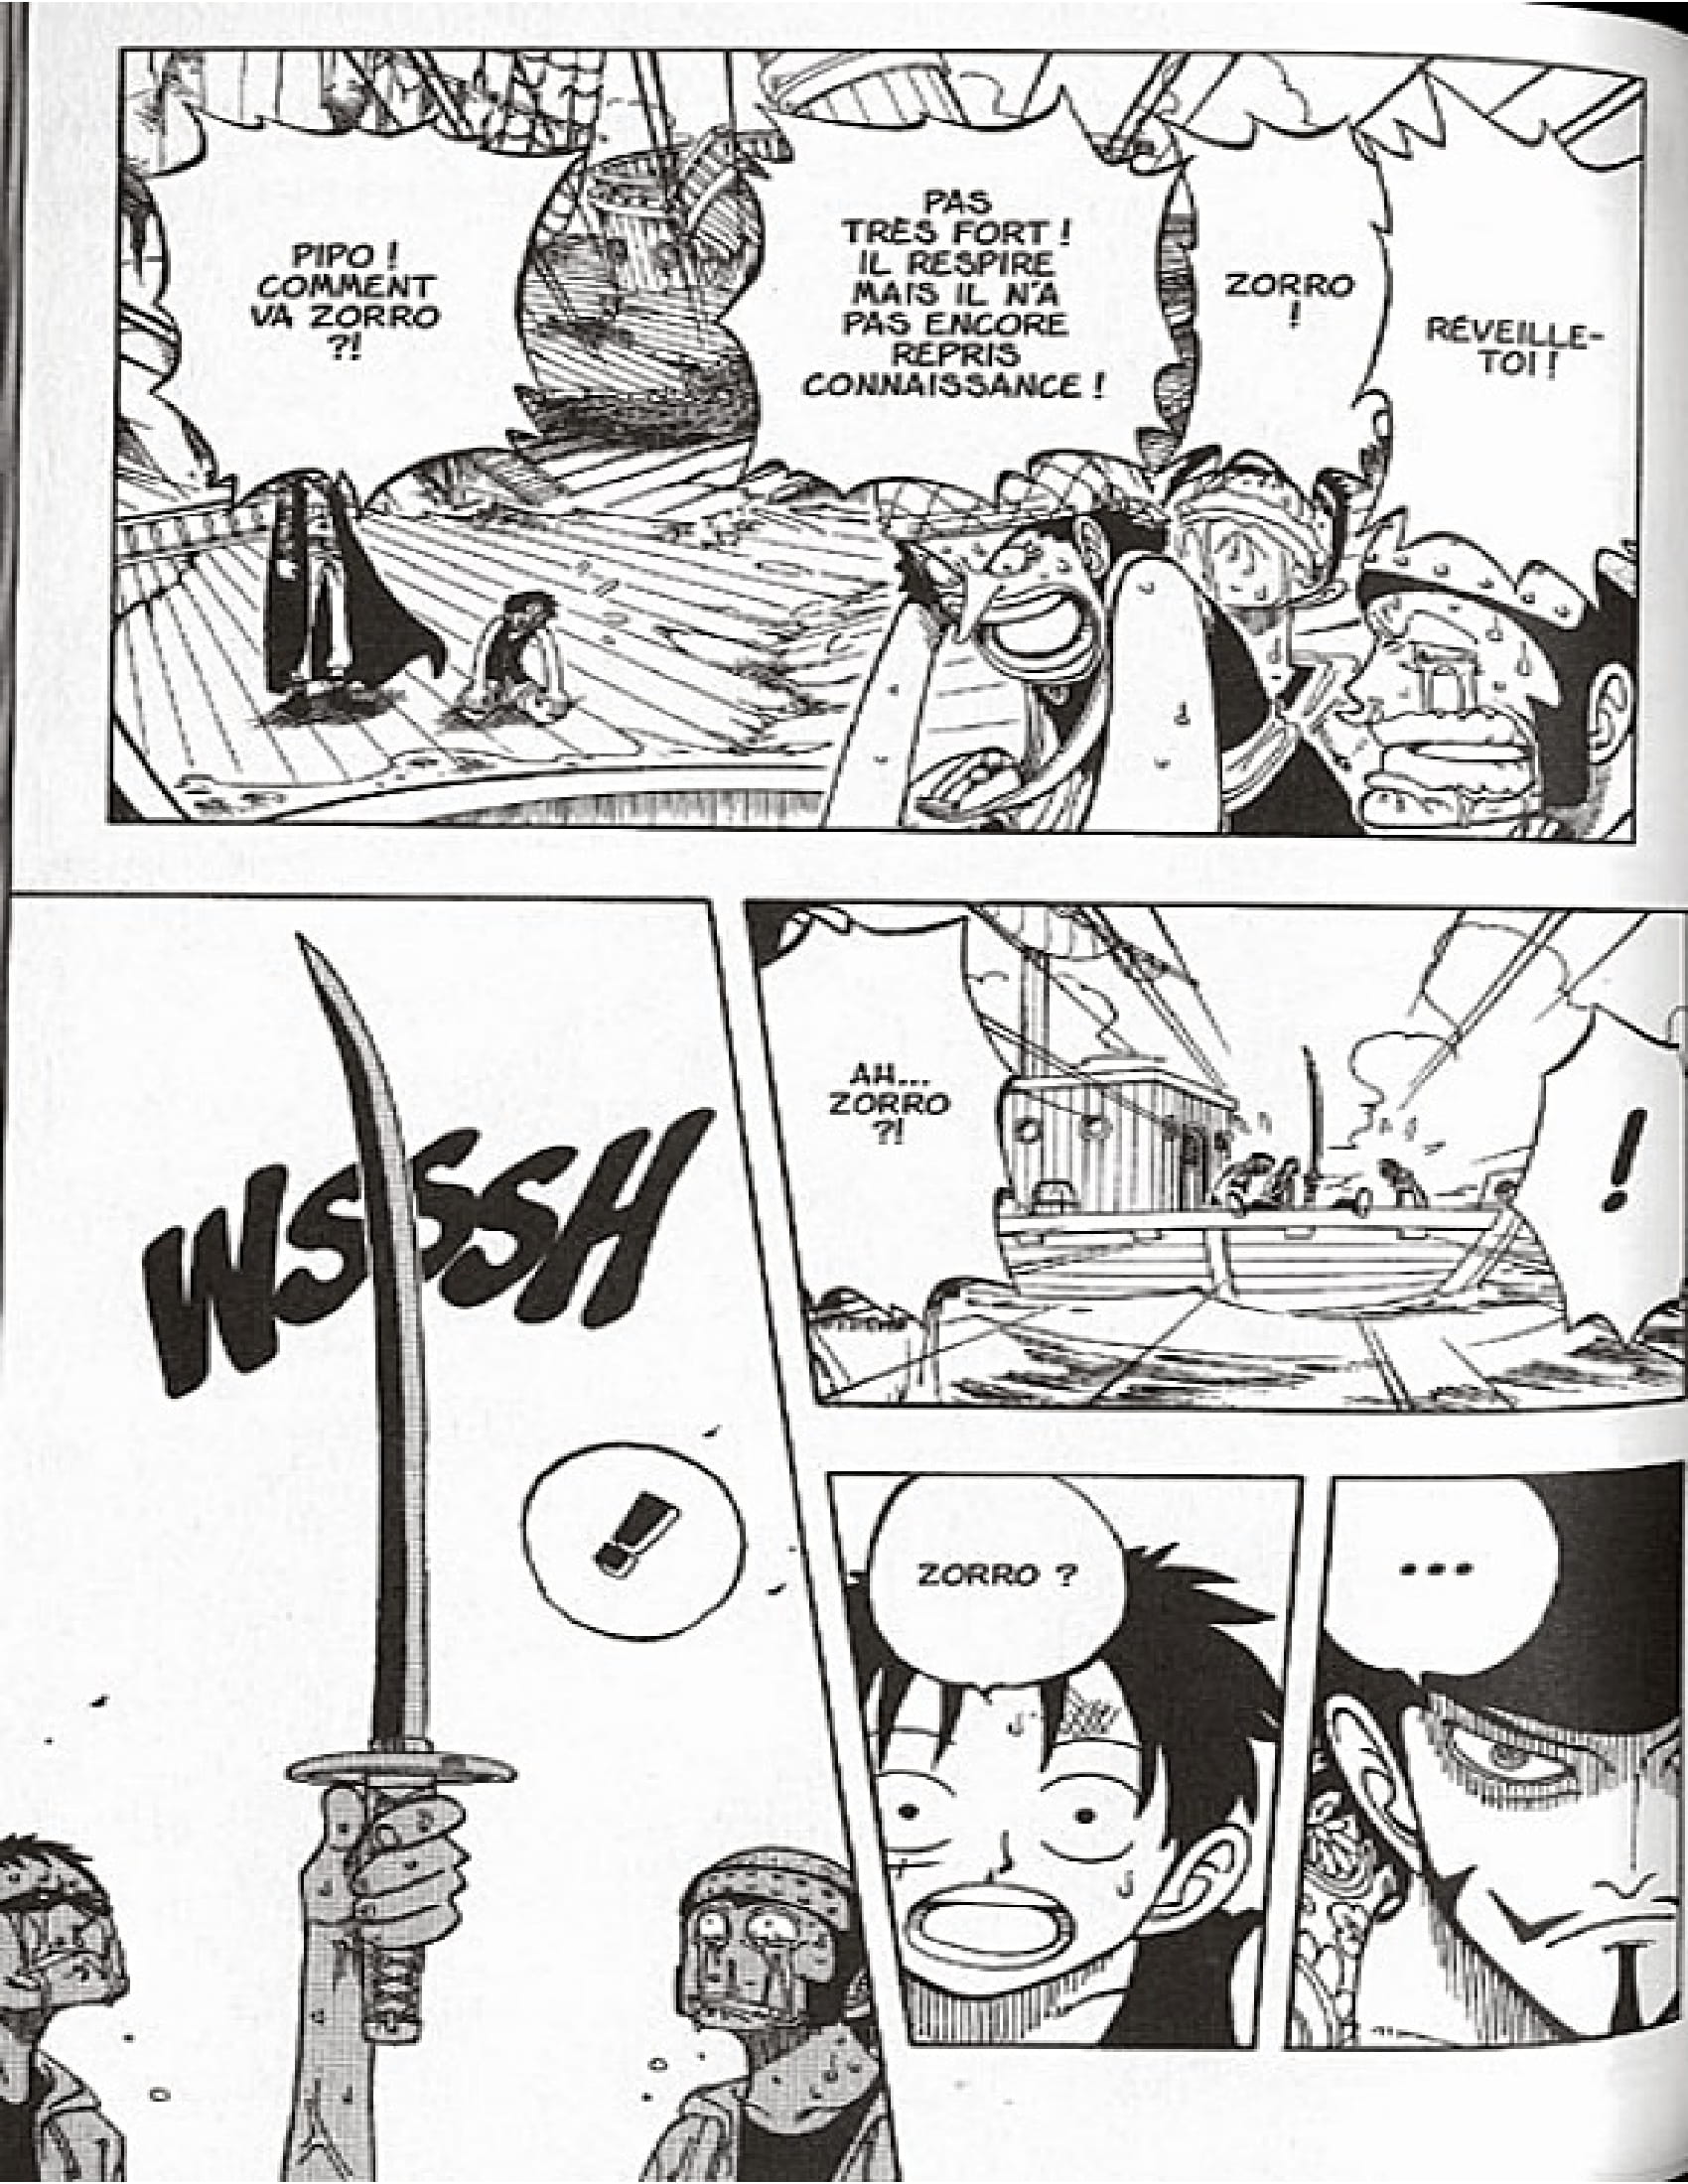 PIPO !
COMMENT
VA ZORRO
?!
PAS
TRÈS FORT !
IL RESPIRE
MAIS IL N'A
PAS ENCORE
REPRIS
CONNAISSANCE !
ZORRO
!
RÉVEILLE-
TOI !
!
AH...
ZORRO
?!
...
ZORRO ?
WSSSH
!